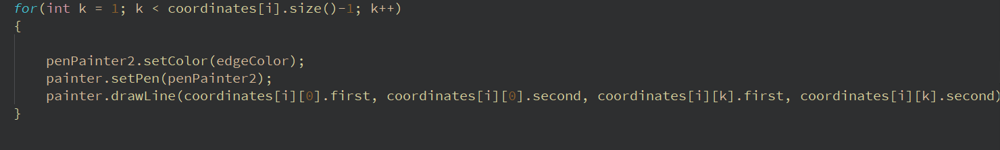 for(int k = 1; k < coordinates[i].size()-1; k++)
{
penPainter2.setColor(edgeColor);
painter.setPen(penPainter2);
painter.drawLine(coordinates[i][0].first, coordinates[i][0].second, coordinates[i][k].first, coordinates[i][k].second)
}